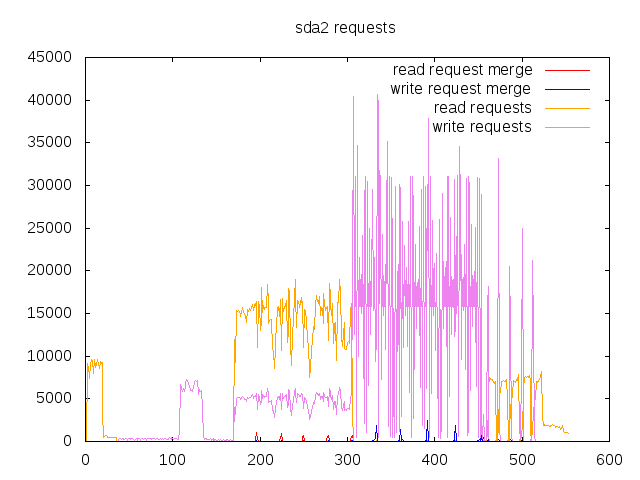 sda2 requests
read request merge
write request merge
read requests
write requests
45000
40000
35000
30000
25000
20000
15000
10000
5000
0
0 100 200 300 400 500 600